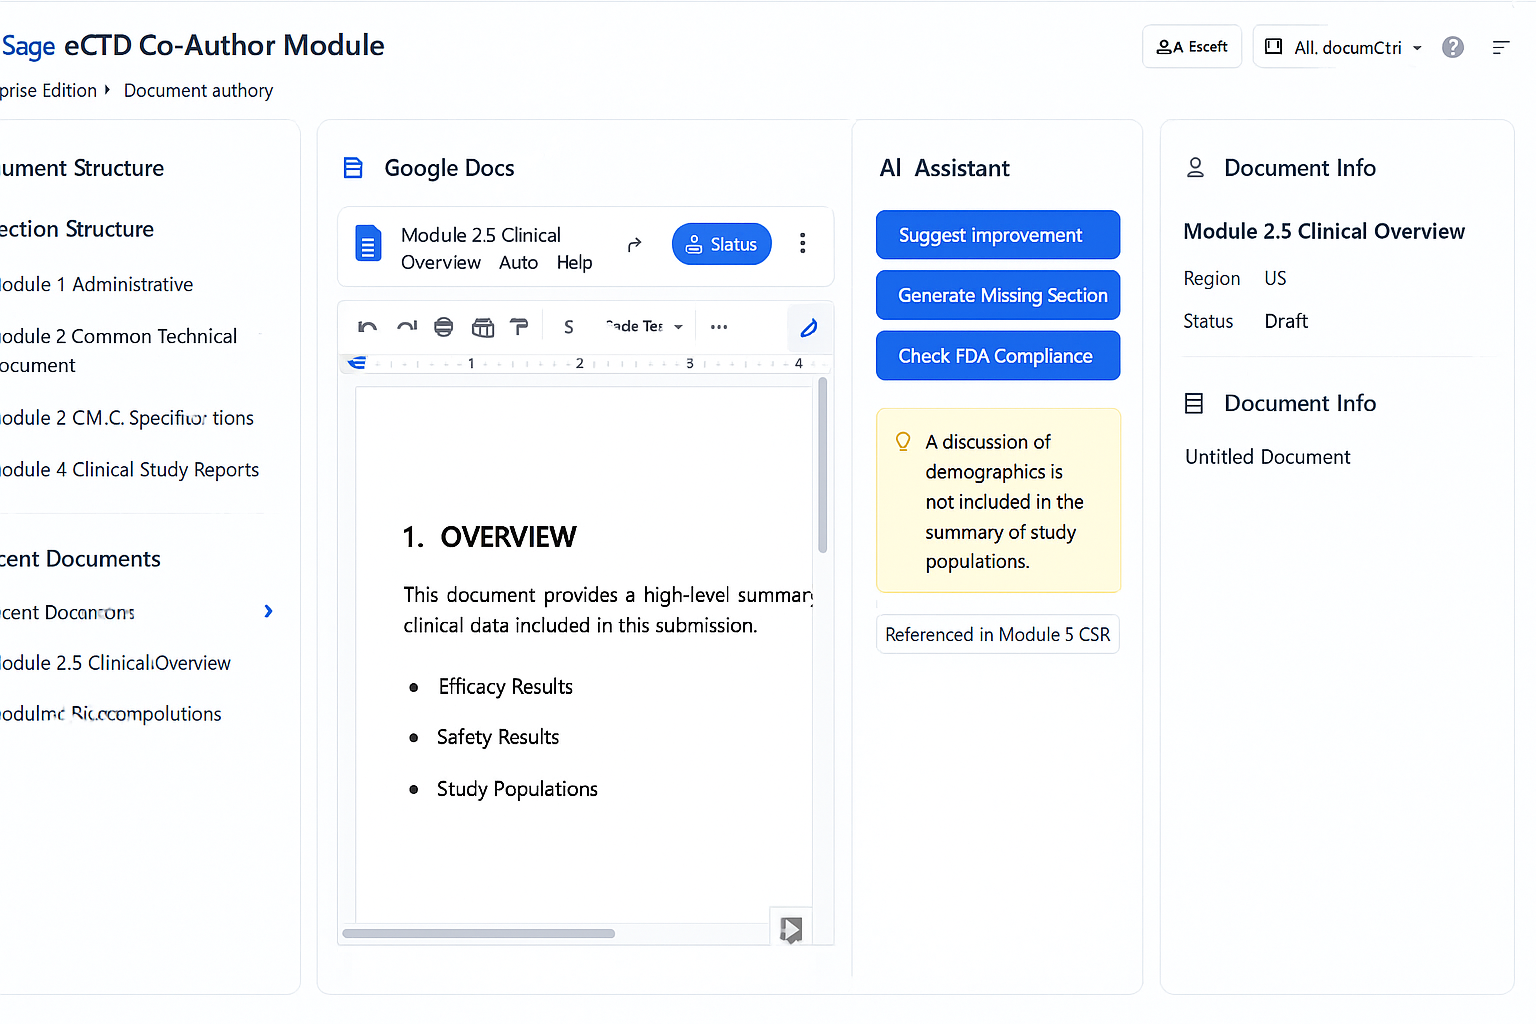 Sage eCTD Co-Author Module
A Esceft
All. documCtri
?
prise Edition
Document authory
ument Structure
ection Structure
odule 1 Administrative
odule 2 Common Technical
ocument
odule 2 CM.C. tions
odule 4 Clinical Study Reports
cent Documents
cent
odule 2.5 Clinical Overview
Google Docs
Module 2.5 Clinical
Overview Auto Help
Slatus
S
ade Tes
1 2 3 4
1. OVERVIEW
This document provides a high-level summary
clinical data included in this submission.
• Efficacy Results
• Safety Results
• Study Populations
AI Assistant
Suggest improvement
Generate Missing Section
Check FDA Compliance
A discussion of
demographics is
not included in the
summary of study
populations.
Referenced in Module 5 CSR
Document Info
Module 2.5 Clinical Overview
Region US
Status Draft
Document Info
Untitled Document